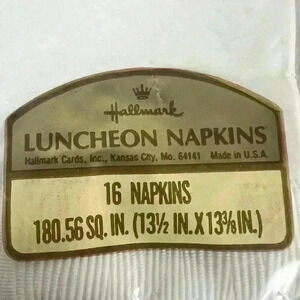 Hallmark
LUNCHEON NAPKINS
Hallmark Cards, Inc., Kansas City, Mo. 64141 Made in U.S.A.
16 NAPKINS
180.56 SQ. IN. (13½ IN. X 13⅜ IN.)